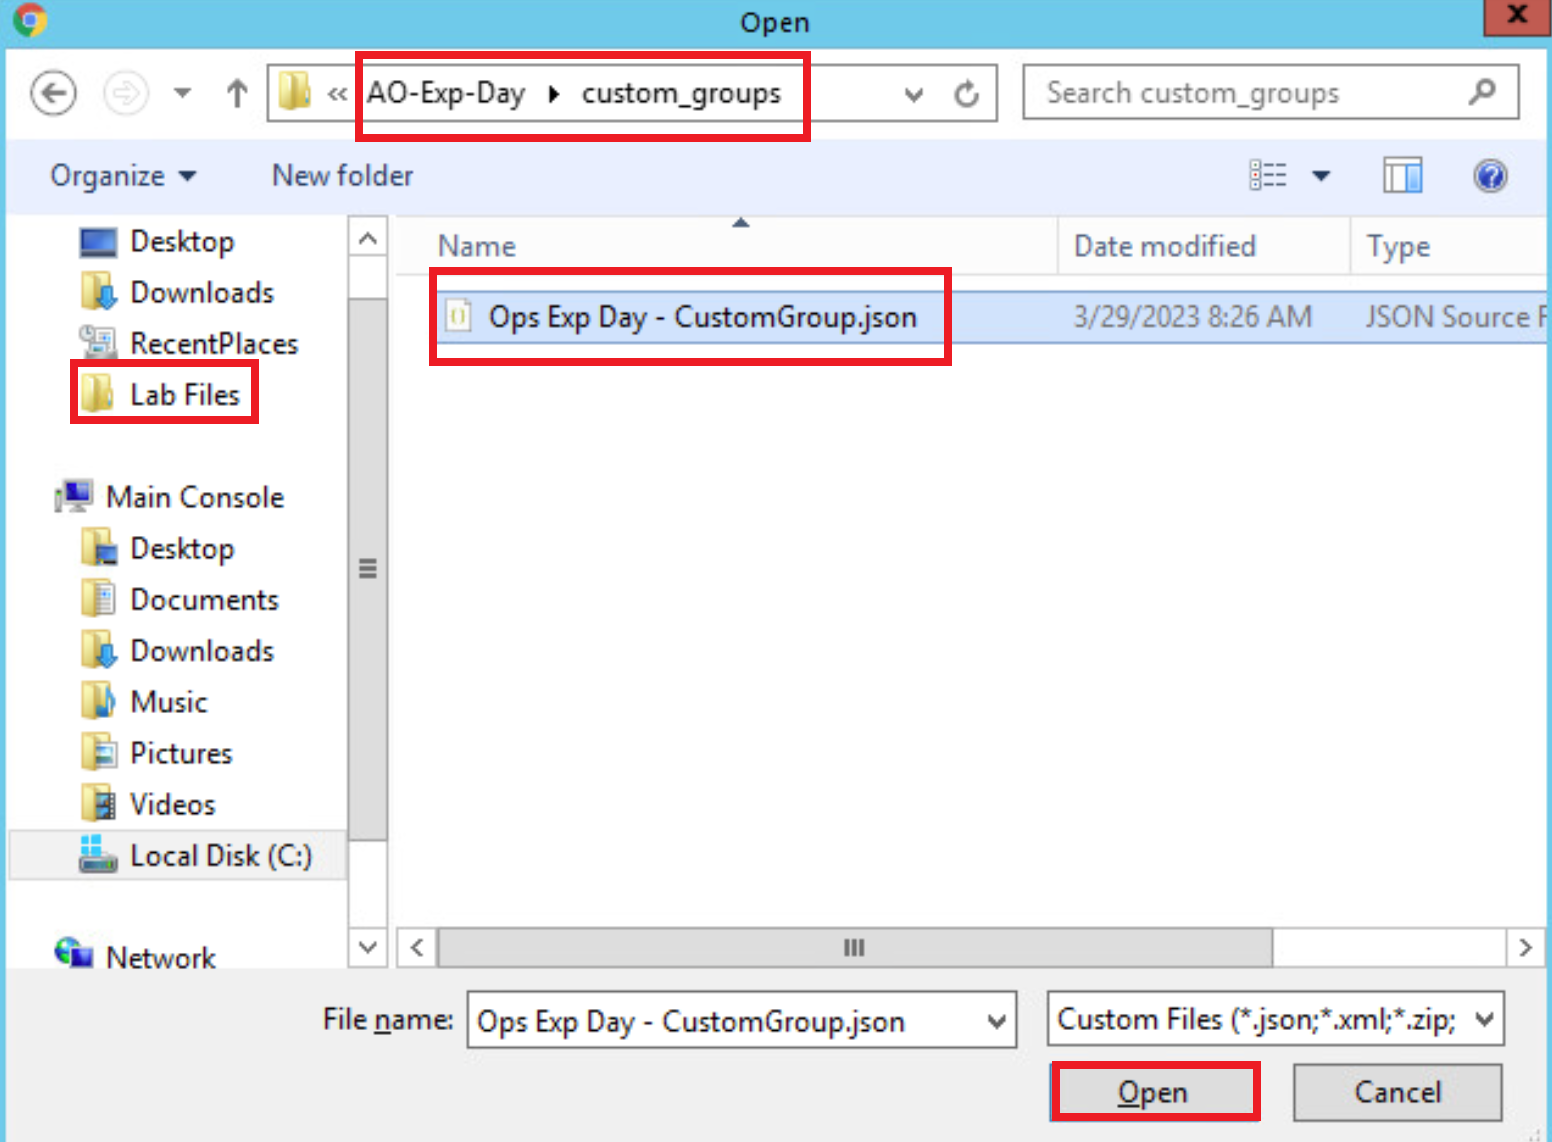 Open
x
« AO-Exp-Day custom_groups
Search custom_groups
Organize
New folder
Desktop
Downloads
RecentPlaces
Lab Files
Main Console
Desktop
Documents
Downloads
Music
Pictures
Videos
Local Disk (C:)
Network
Name
Date modified
Type
Ops Exp Day - CustomGroup.json
3/29/2023 8:26 AM
JSON Source F
File name:
Ops Exp Day - CustomGroup.json
Custom Files (*.json;*.xml;*.zip;
Open
Cancel